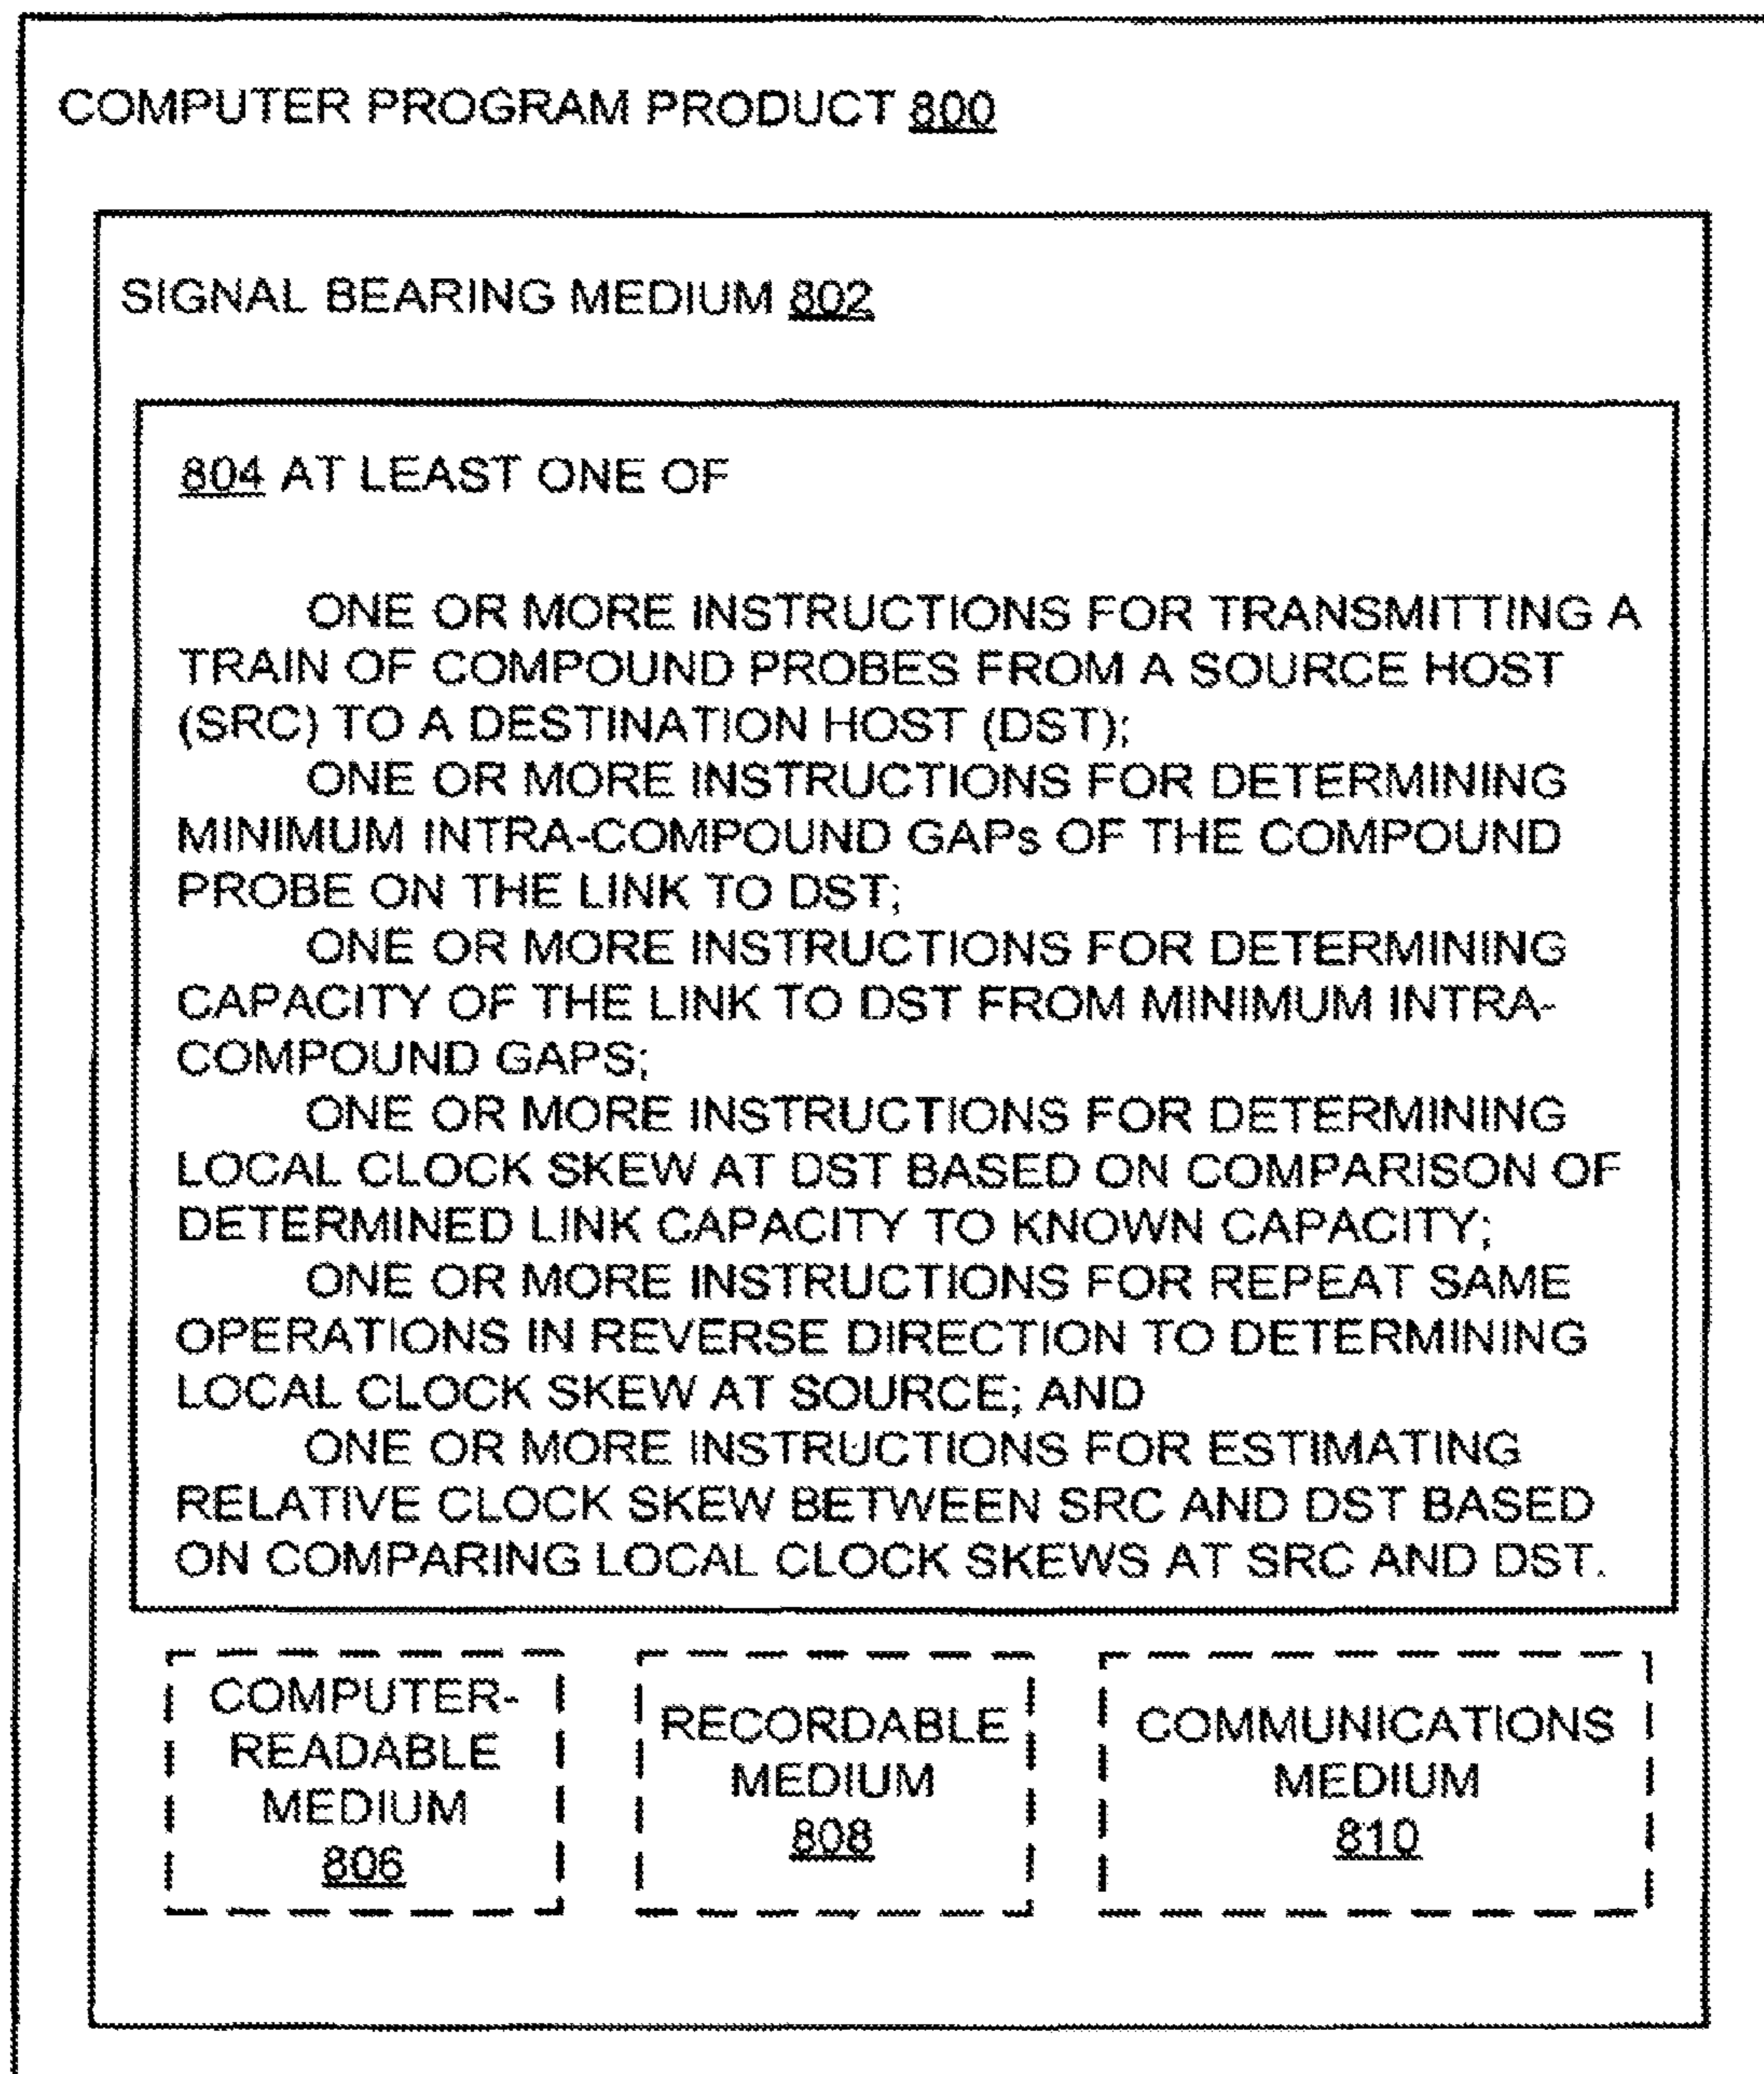 COMPUTER PROGRAM PRODUCT 800
SIGNAL BEARING MEDIUM 802
804 AT LEAST ONE OF
ONE OR MORE INSTRUCTIONS FOR TRANSMITTING A
TRAIN OF COMPOUND PROBES FROM A SOURCE HOST
(SRC) TO A DESTINATION HOST (DST);
ONE OR MORE INSTRUCTIONS FOR DETERMINING
MINIMUM INTRA-COMPOUND GAPs OF THE COMPOUND
PROBE ON THE LINK TO DST;
ONE OR MORE INSTRUCTIONS FOR DETERMINING
CAPACITY OF THE LINK TO DST FROM MINIMUM INTRA-
COMPOUND GAPS;
ONE OR MORE INSTRUCTIONS FOR DETERMINING
LOCAL CLOCK SKEW AT DST BASED ON COMPARISON OF
DETERMINED LINK CAPACITY TO KNOWN CAPACITY;
ONE OR MORE INSTRUCTIONS FOR REPEAT SAME
OPERATIONS IN REVERSE DIRECTION TO DETERMINING
LOCAL CLOCK SKEW AT SOURCE; AND
ONE OR MORE INSTRUCTIONS FOR ESTIMATING
RELATIVE CLOCK SKEW BETWEEN SRC AND DST BASED
ON COMPARING LOCAL CLOCK SKEWS AT SRC AND DST.
COMPUTER-
READABLE
MEDIUM
806
RECORDABLE
MEDIUM
808
COMMUNICATIONS
MEDIUM
810